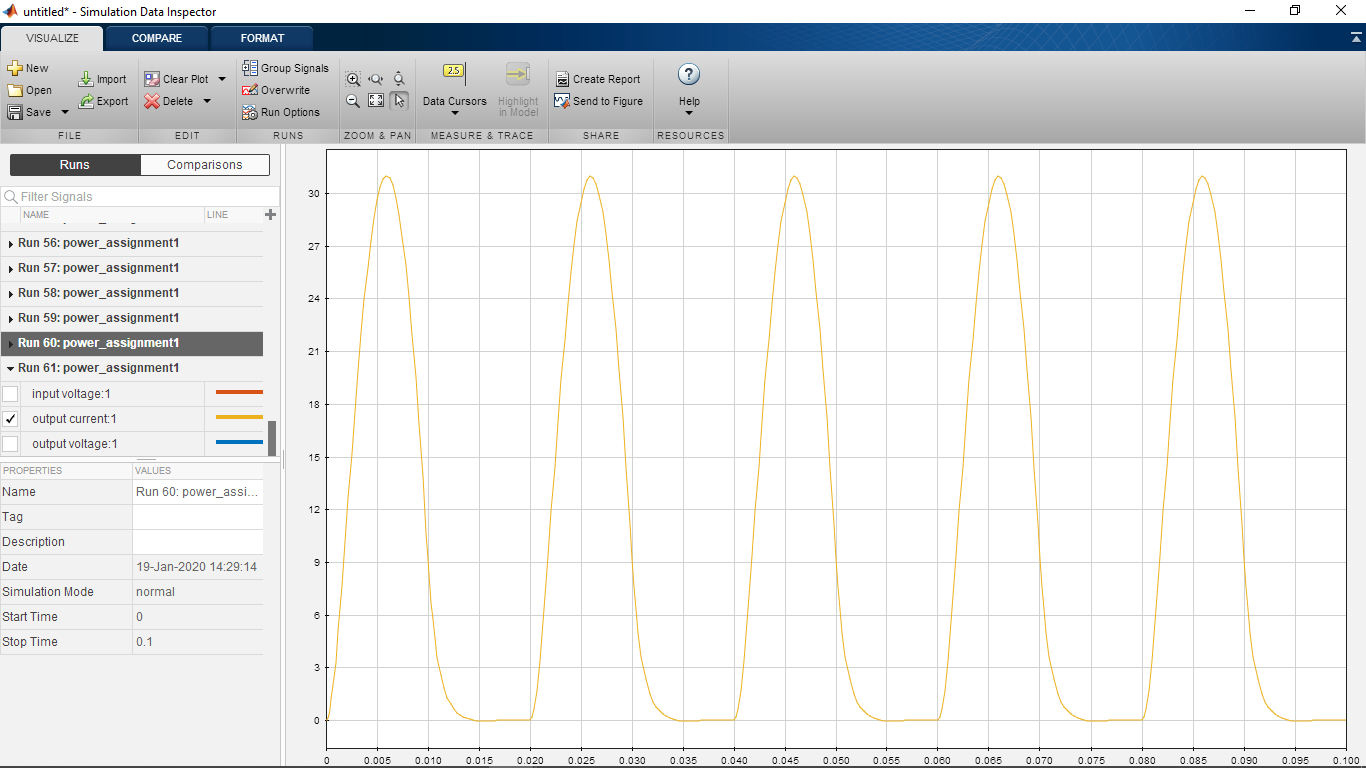 untitled* - Simulation Data Inspector
VISUALIZE COMPARE FORMAT
New
Open
Save
Import
Export
Clear Plot
Delete
Group Signals
Overwrite
Run Options
2.5
Data Cursors
Highlight
in Model
Create Report
Send to Figure
?
Help
FILE EDIT RUNS ZOOM & PAN MEASURE & TRACE SHARE RESOURCES
Runs Comparisons
Filter Signals
NAME LINE
Run 56: power_assignment1
Run 57: power_assignment1
Run 58: power_assignment1
Run 59: power_assignment1
Run 60: power_assignment1
Run 61: power_assignment1
input voltage:1
output current:1
output voltage:1
PROPERTIES VALUES
Name Run 60: power_assi...
Tag
Description
Date 19-Jan-2020 14:29:14
Simulation Mode normal
Start Time 0
Stop Time 0.1
30
27
24
21
18
15
12
9
6
3
0
0 0.005 0.010 0.015 0.020 0.025 0.030 0.035 0.040 0.045 0.050 0.055 0.060 0.065 0.070 0.075 0.080 0.085 0.090 0.095 0.100